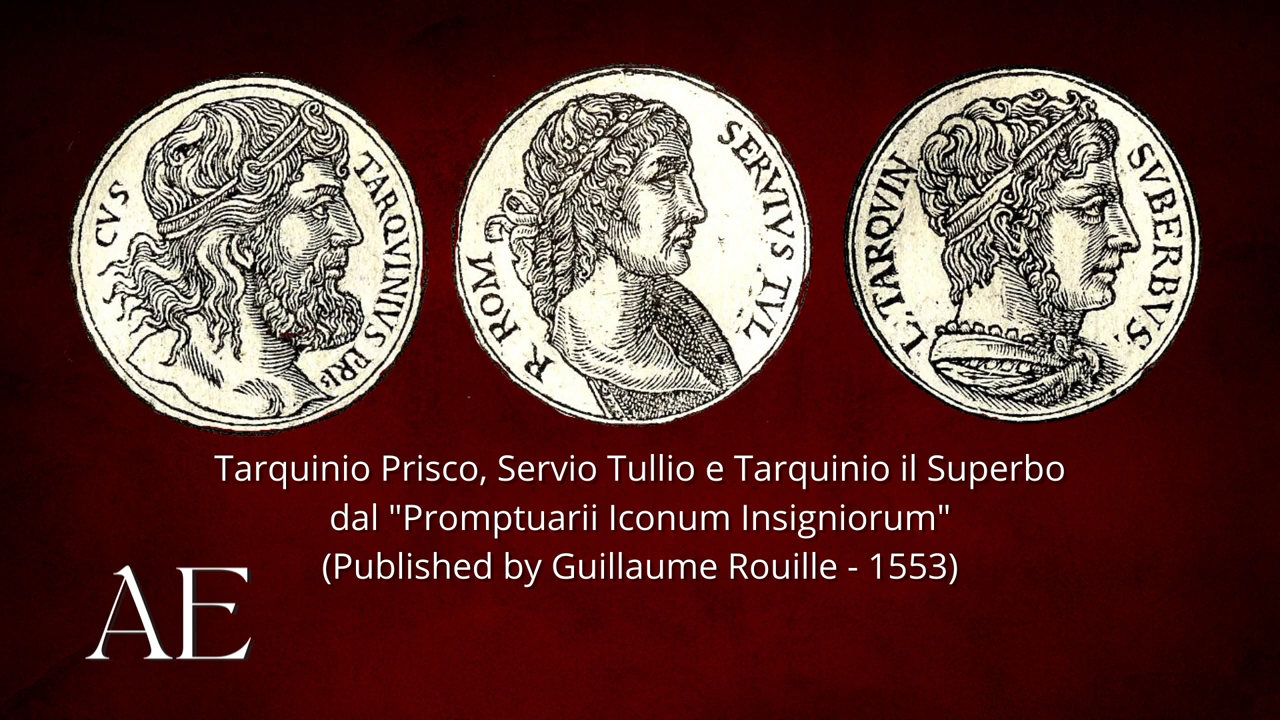 TARQVINIVS PRIS
CVS
SERVIVS TVL
R ROM
L. TARQVIN
SVBERBVS.
Tarquinio Prisco, Servio Tullio e Tarquinio il Superbo
dal "Promptuarii Iconum Insigniorum"
(Published by Guillaume Rouille - 1553)
AE